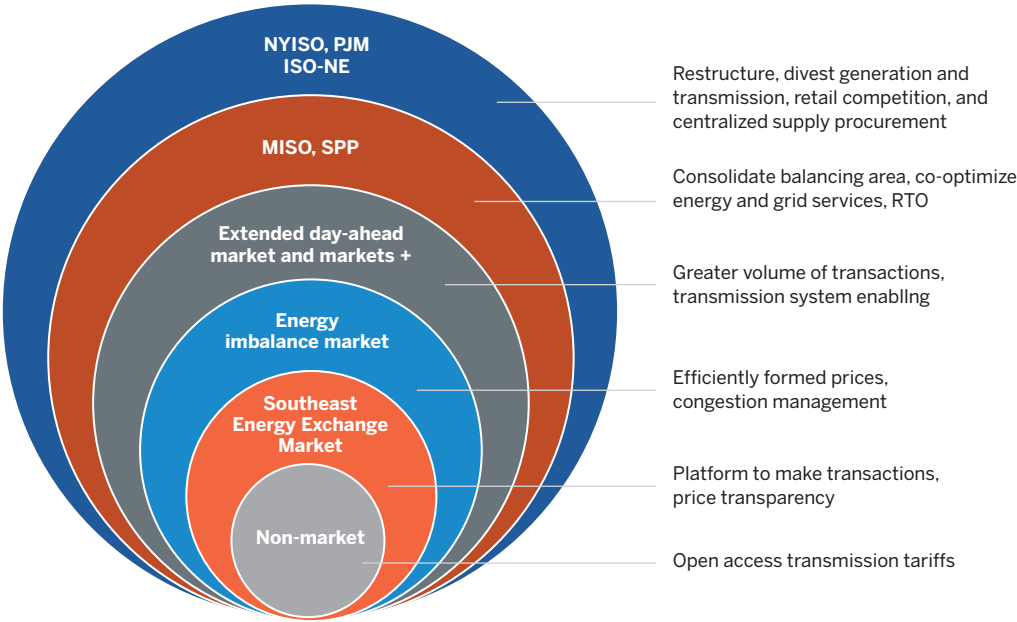 NYISO, PJM
ISO-NE
Restructure, divest generation and
transmission, retail competition, and
centralized supply procurement
MISO, SPP
Consolidate balancing area, co-optimize
energy and grid services, RTO
Extended day-ahead
market and markets +
Greater volume of transactions,
transmission system enablIng
Energy
imbalance market
Efficiently formed prices,
congestion management
Southeast
Energy Exchange
Market
Platform to make transactions,
price transparency
Non-market
Open access transmission tariffs